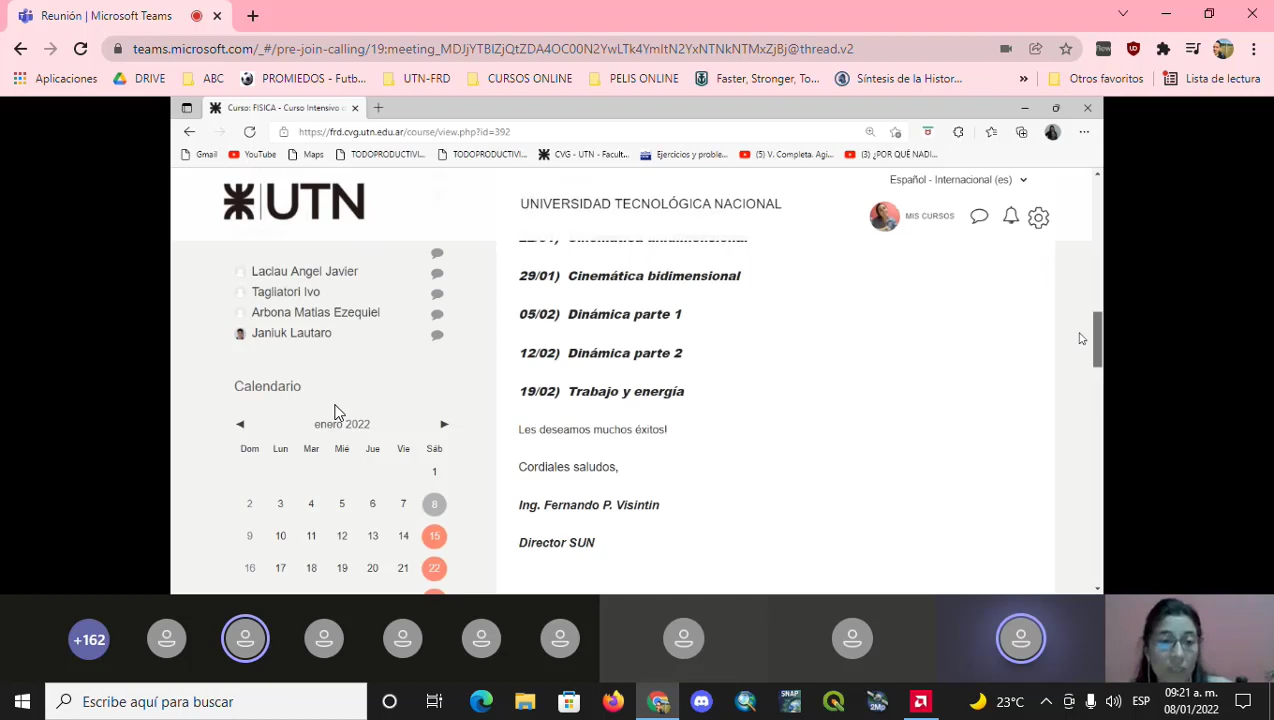 Reunión | Microsoft Teams
teams.microsoft.com/_#/pre-join-calling/19:meeting_MDJjYTBlZjQtZDA4OC00N2YwLTk4YmItN2YxNTNkNTMxZjBj@thread.v2
Aplicaciones DRIVE ABC PROMIEDOS - Futb... UTN-FRD CURSOS ONLINE PELIS ONLINE Faster, Stronger, To... Síntesis de la Histor... » Otros favoritos Lista de lectura
Curso: FISICA - Curso Intensivo
https://frd.cvg.utn.edu.ar/course/view.php?id=392
Gmail YouTube Maps TODOPRODUCTIVI... TODOPRODUCTIVI... CVG - UTN - Facult... Ejercicios y proble... (5) V. Completa. Agi... (3) ¿POR QUÉ NADI...
Español - Internacional (es)
UTN
UNIVERSIDAD TECNOLÓGICA NACIONAL
MIS CURSOS
Laclau Angel Javier
Tagliatori Ivo
Arbona Matias Ezequiel
Janiuk Lautaro
Calendario
enero 2022
Dom Lun Mar Mié Jue Vie Sáb
1
2 3 4 5 6 7 8
9 10 11 12 13 14 15
16 17 18 19 20 21 22
29/01) Cinemática bidimensional
05/02) Dinámica parte 1
12/02) Dinámica parte 2
19/02) Trabajo y energía
Les deseamos muchos éxitos!
Cordiales saludos,
Ing. Fernando P. Visintin
Director SUN
+162
Escribe aquí para buscar
SNAP
2Mp
23°C
ESP
09:21 a. m.
08/01/2022